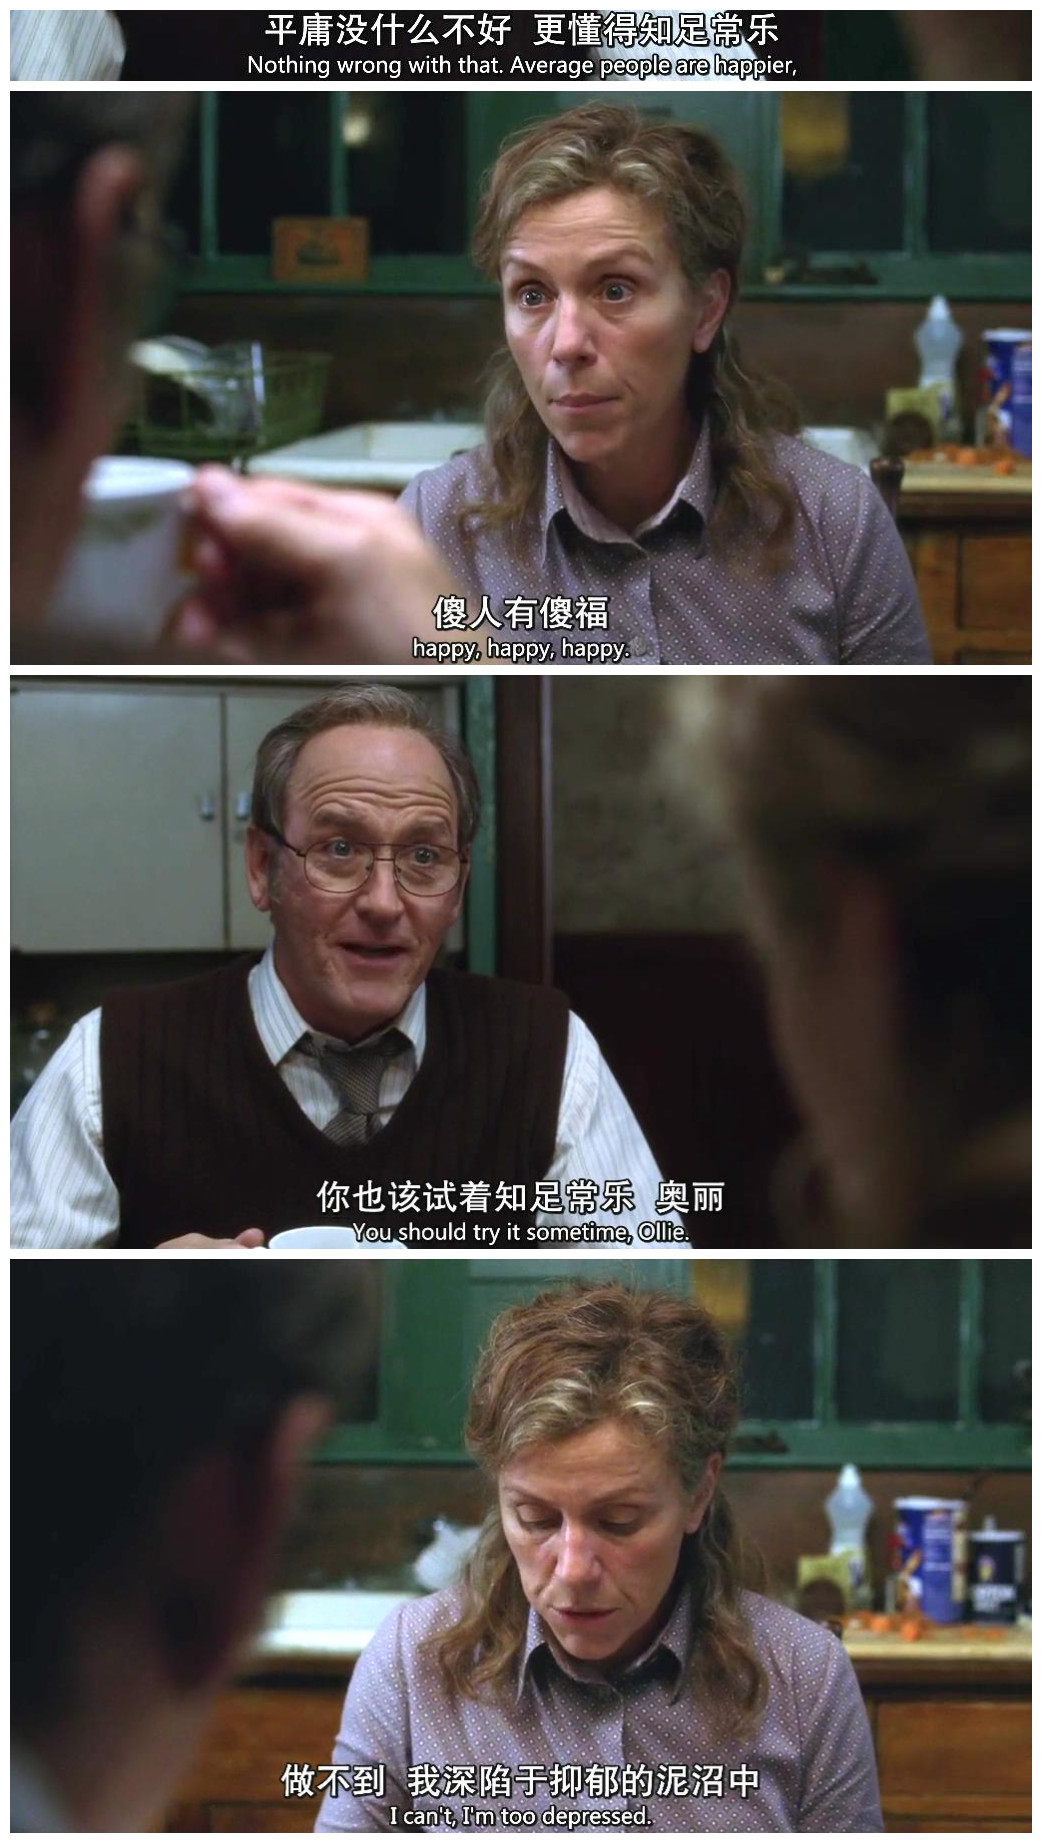 平庸没什么不好 更懂得知足常乐
Nothing wrong with that. Average people are happier,
傻人有傻福
happy, happy, happy.
你也该试着知足常乐 奥丽
You should try it sometime, Ollie.
做不到 我深陷于抑郁的泥沼中
I can't, I'm too depressed.